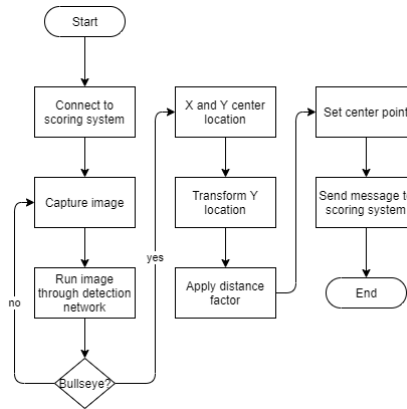 Start
Connect to
scoring system
Capture image
Run image
through detection
network
Bullseye?
no
yes
X and Y center
location
Transform Y
location
Apply distance
factor
Set center point
Send message to
scoring system
End